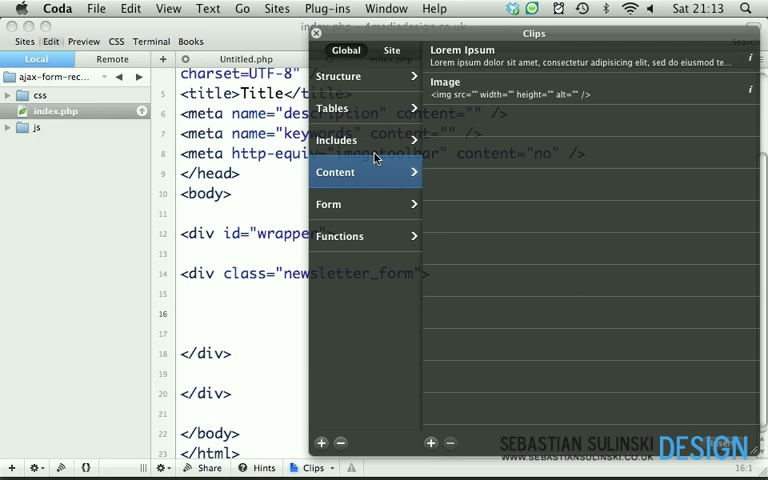 Coda File Edit View Text Go Sites Plug-ins Window Sat 21:13
Sites Edit Preview CSS Terminal Books
Local Remote
Untitled.php
Clips
Global Site
ajax-form-rec...
css
index.php
js
charset=UTF-8" /
5 <title>Title</title>
6 <meta name="description" content="" />
7 <meta name="keywords" content="" />
8 <meta http-equiv="imagetoolbar" content="no" />
9 </head>
10 <body>
11
12 <div id="wrapper">
13
14 <div class="newsletter_form">
15
16
17
18 </div>
19
20 </div>
21
22 </body>
23 </html>
Structure
Tables
Includes
Content
Form
Functions
Lorem Ipsum
Lorem ipsum dolor sit amet, consectetur adipisicing elit, sed do eiusmod te...
Image
<img src="" width="" height="" alt="" />
SEBASTIAN SULINSKI DESIGN
WWW.SEBASTIANSULINSKI.CO.UK
Share Hints Clips
16:1